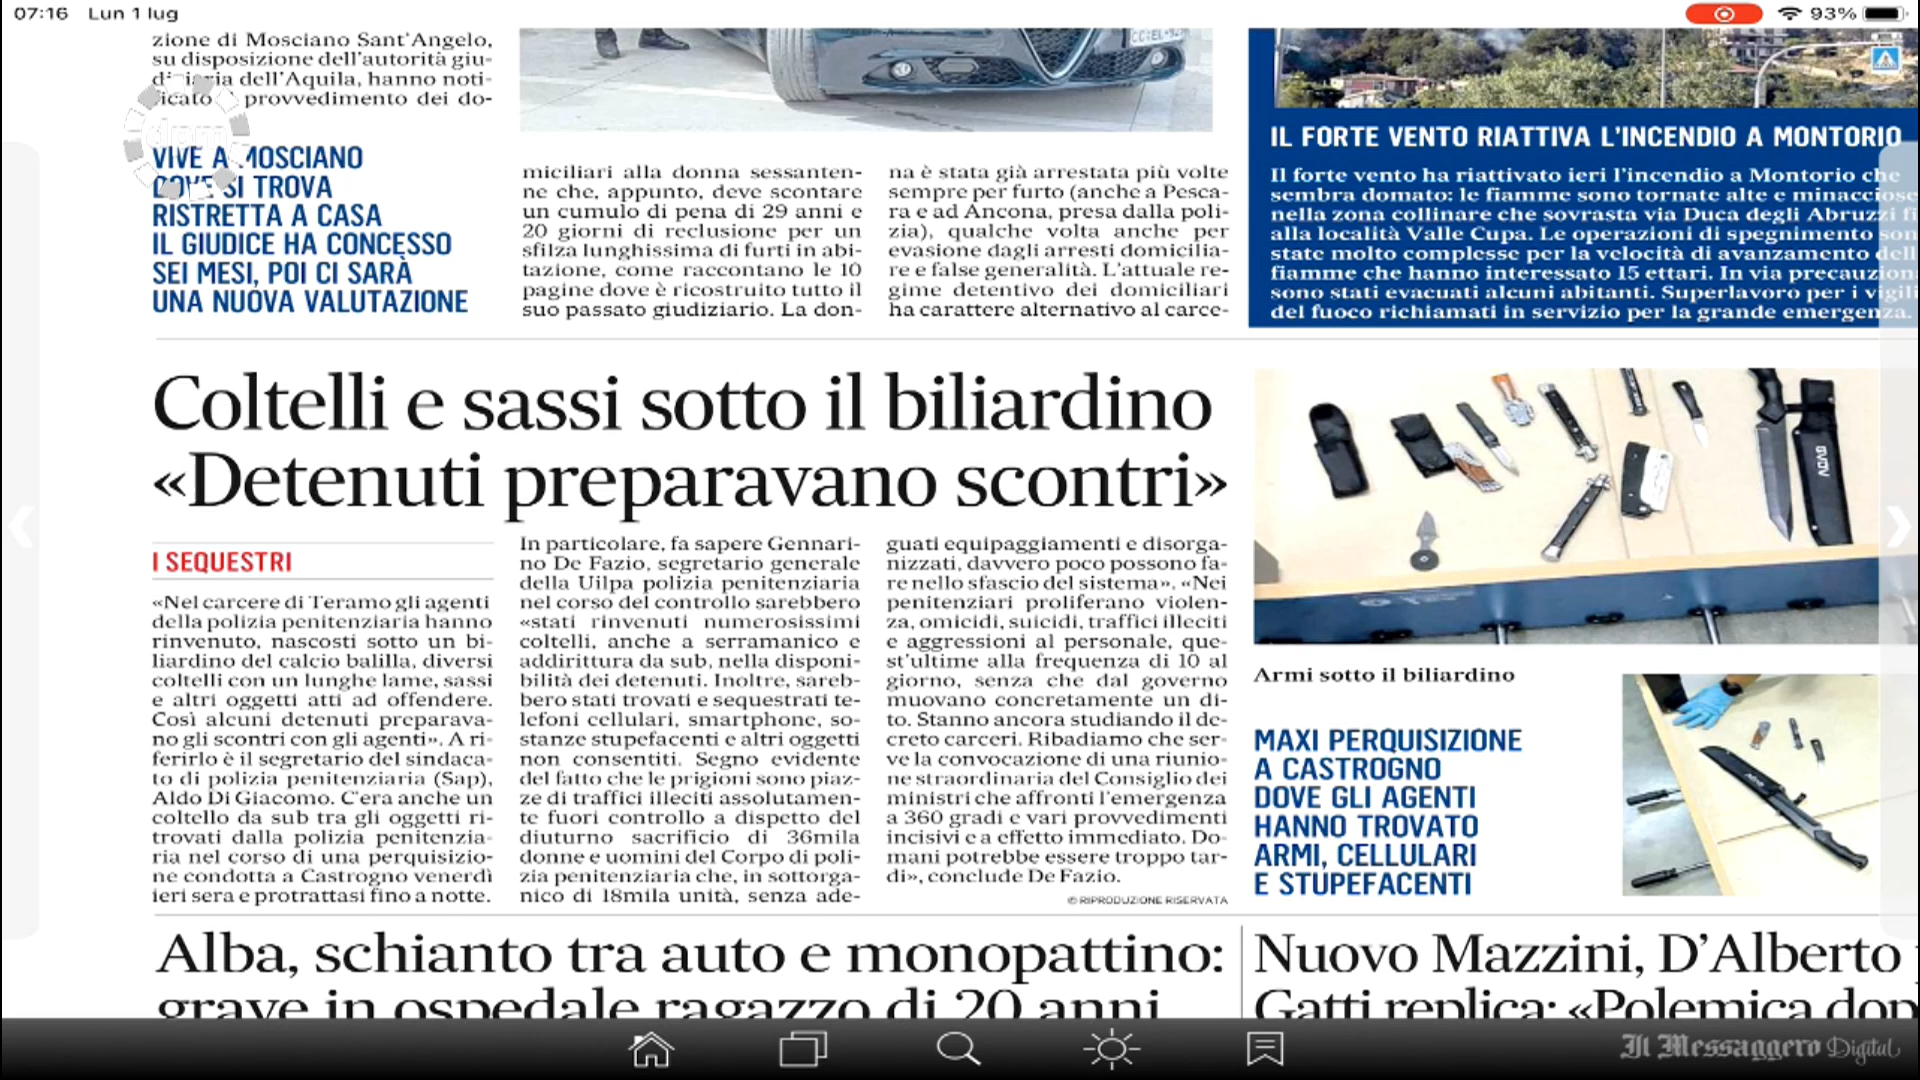 07:16 Lun 1 lug
93%
zione di Mosciano Sant'Angelo,
su disposizione dell'autorità giu-
dell'Aquila, hanno noti-
provvedimento dei do-
VIVE A MOSCIANO
DOVE SI TROVA
RISTRETTA A CASA
IL GIUDICE HA CONCESSO
SEI MESI, POI CI SARÀ
UNA NUOVA VALUTAZIONE
miciliari alla donna sessanten-
ne che, appunto, deve scontare
un cumulo di pena di 29 anni e
20 giorni di reclusione per un
sfilza lunghissima di furti in abi-
tazione, come raccontano le 10
pagine dove è ricostruito tutto il
suo passato giudiziario. La don-
na è stata già arrestata più volte
sempre per furto (anche a Pesca-
ra e ad Ancona, presa dalla poli-
zia), qualche volta anche per
evasione dagli arresti domicilia-
re e false generalità. L'attuale re-
gime detentivo dei domiciliari
ha carattere alternativo al carce-
IL FORTE VENTO RIATTIVA L'INCENDIO A MONTORIO
Il forte vento ha riattivato ieri l'incendio a Montorio che
sembra domato: le fiamme sono tornate alte e minacciose
nella zona collinare che sovrasta via Duca degli Abruzzi fi
alla località Valle Cupa. Le operazioni di spegnimento son
state molto complesse per la velocità di avanzamento dell
fiamme che hanno interessato 15 ettari. In via precauzion
sono stati evacuati alcuni abitanti. Superlavoro per i vigili
del fuoco richiamati in servizio per la grande emergenza.
Coltelli e sassi sotto il biliardino
«Detenuti preparavano scontri»
I SEQUESTRI
«Nel carcere di Teramo gli agenti
della polizia penitenziaria hanno
rinvenuto, nascosti sotto un bi-
liardino del calcio balilla, diversi
coltelli con un lunghe lame, sassi
e altri oggetti atti ad offendere.
Così alcuni detenuti preparava-
no gli scontri con gli agenti». A ri-
ferirlo è il segretario del sindaca-
to di polizia penitenziaria (Sap),
Aldo Di Giacomo. C'era anche un
coltello da sub tra gli oggetti ri-
trovati dalla polizia penitenzia-
ria nel corso di una perquisizio-
ne condotta a Castrogno venerdì
ieri sera e protrattasi fino a notte.
In particolare, fa sapere Gennari-
no De Fazio, segretario generale
della Uilpa polizia penitenziaria
nel corso del controllo sarebbero
«stati rinvenuti numerosissimi
coltelli, anche a serramanico e
addirittura da sub, nella disponi-
bilità dei detenuti. Inoltre, sareb-
bero stati trovati e sequestrati te-
lefoni cellulari, smartphone, so-
stanze stupefacenti e altri oggetti
non consentiti. Segno evidente
del fatto che le prigioni sono piaz-
ze di traffici illeciti assolutamen-
te fuori controllo a dispetto del
diuturno sacrificio di 36mila
donne e uomini del Corpo di poli-
zia penitenziaria che, in sottorga-
nico di 18mila unità, senza ade-
guati equipaggiamenti e disorga-
nizzati, davvero poco possono fa-
re nello sfascio del sistema». «Nei
penitenziari proliferano violen-
za, omicidi, suicidi, traffici illeciti
e aggressioni al personale, que-
st'ultime alla frequenza di 10 al
giorno, senza che dal governo
muovano concretamente un di-
to. Stanno ancora studiando il de-
creto carceri. Ribadiamo che ser-
ve la convocazione di una riunio-
ne straordinaria del Consiglio dei
ministri che affronti l'emergenza
a 360 gradi e vari provvedimenti
incisivi e a effetto immediato. Do-
mani potrebbe essere troppo tar-
di», conclude De Fazio.
© RIPRODUZIONE RISERVATA
Armi sotto il biliardino
MAXI PERQUISIZIONE
A CASTROGNO
DOVE GLI AGENTI
HANNO TROVATO
ARMI, CELLULARI
E STUPEFACENTI
Alba, schianto tra auto e monopattino:
grave in ospedale ragazzo di 20 anni
Nuovo Mazzini, D'Alberto
Gatti replica: «Polemica dop
Il Messaggero Digital